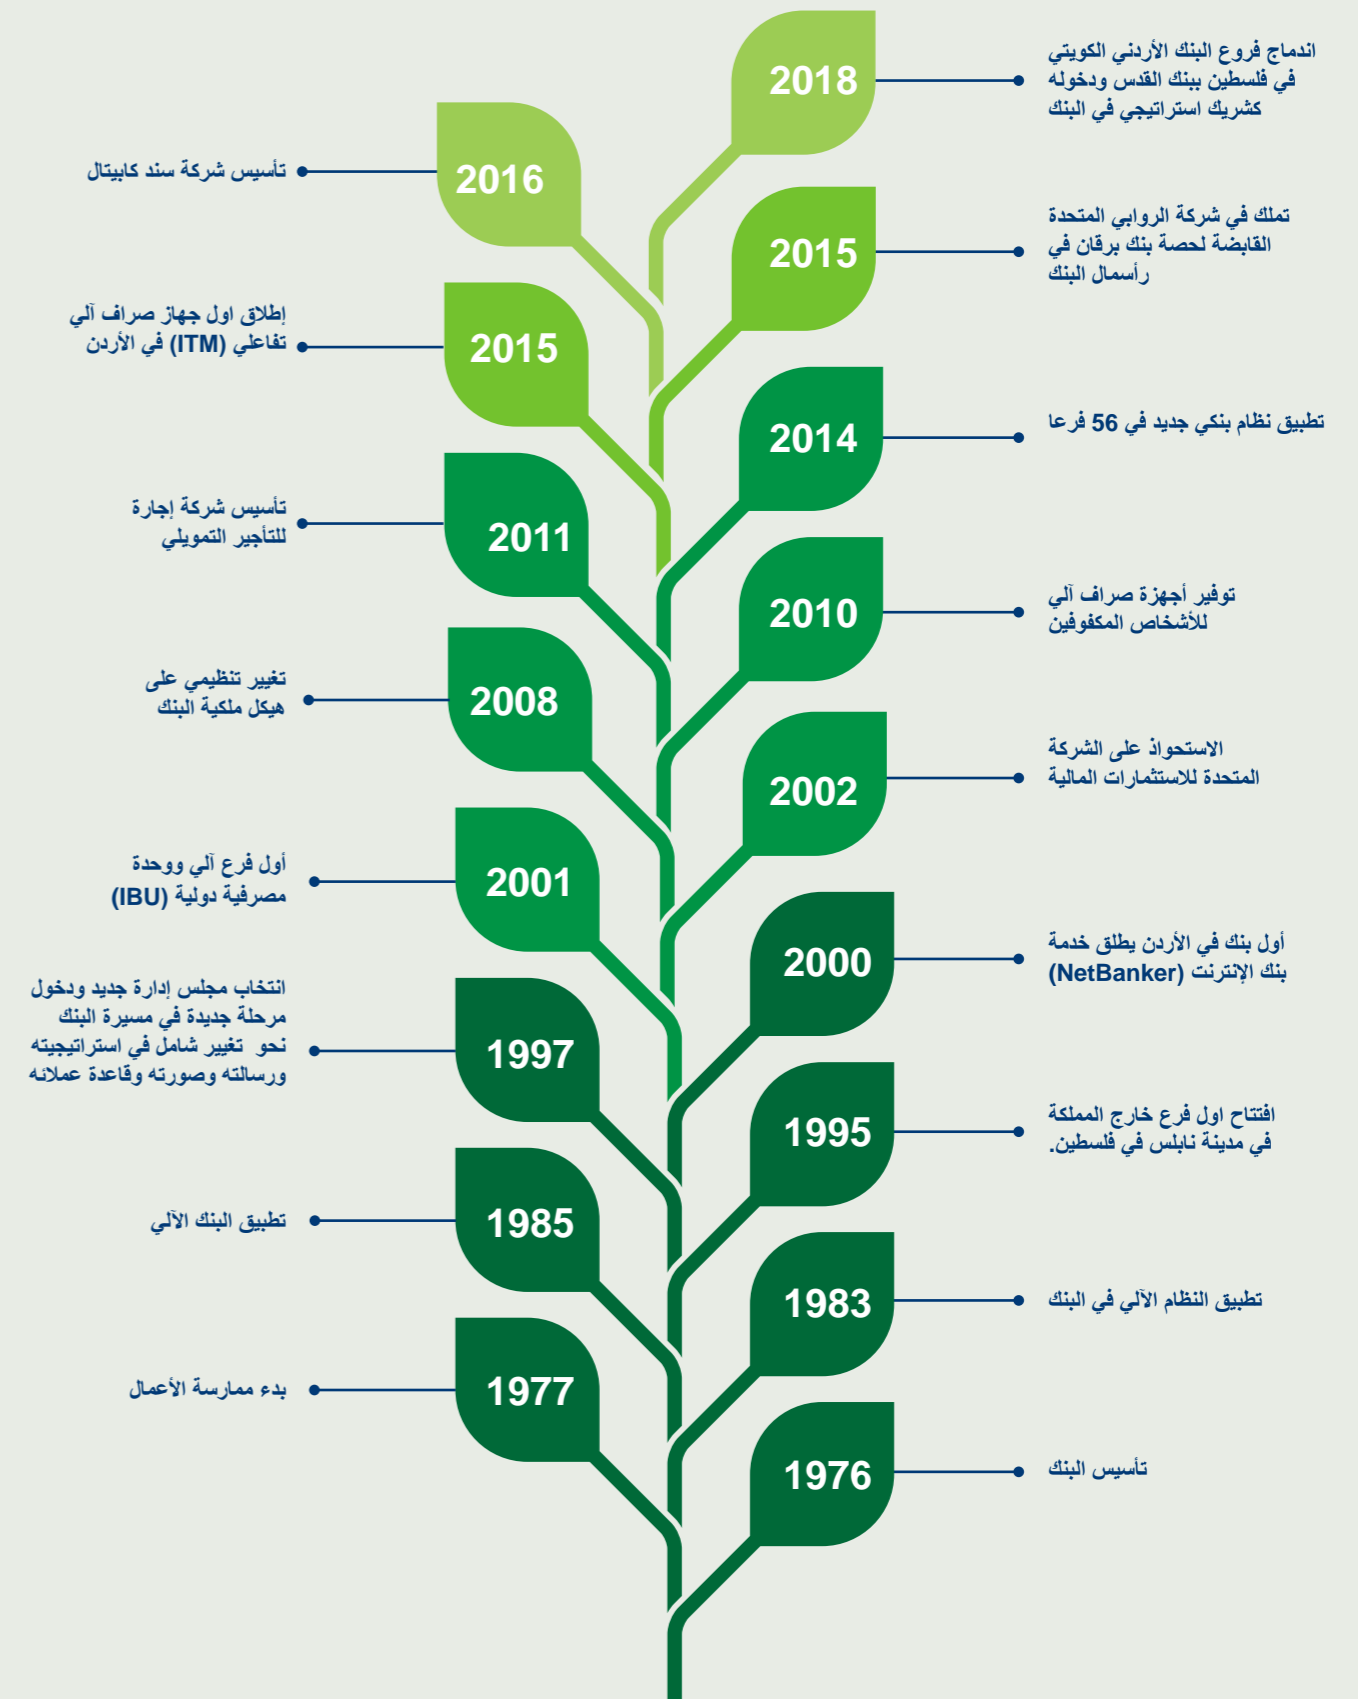 2018
اندماج فروع البنك الأردني الكويتي
في فلسطين ببنك القدس ودخوله
كشريك استراتيجي في البنك
2016
تأسيس شركة سند كابيتال
2015
تملك في شركة الروابي المتحدة
القابضة لحصة بنك برقان في
رأسمال البنك
2015
إطلاق اول جهاز صراف آلي
تفاعلي (ITM) في الأردن
2014
تطبيق نظام بنكي جديد في 56 فرعا
2011
تأسيس شركة إجارة
للتأجير التمويلي
2010
توفير أجهزة صراف آلي
للأشخاص المكفوفين
2008
تغيير تنظيمي على
هيكل ملكية البنك
2002
الاستحواذ على الشركة
المتحدة للاستثمارات المالية
2001
أول فرع آلي ووحدة
مصرفية دولية (IBU)
2000
أول بنك في الأردن يطلق خدمة
بنك الإنترنت (NetBanker)
1997
انتخاب مجلس إدارة جديد ودخول
مرحلة جديدة في مسيرة البنك
نحو تغيير شامل في استراتيجيته
ورسالته وصورته وقاعدة عملائه
1995
افتتاح اول فرع خارج المملكة
في مدينة نابلس في فلسطين.
1985
تطبيق البنك الآلي
1983
تطبيق النظام الآلي في البنك
1977
بدء ممارسة الأعمال
1976
تأسيس البنك